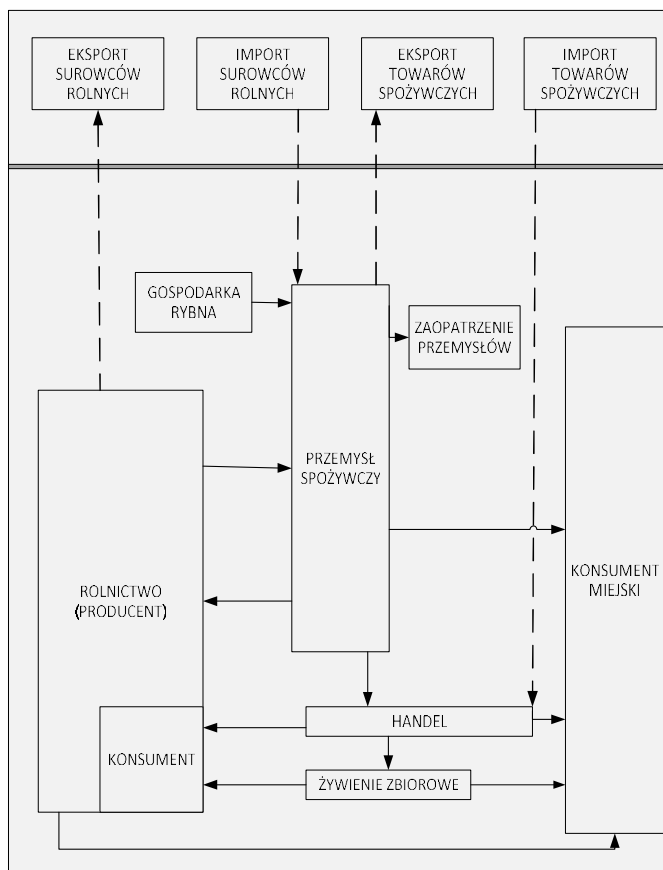 EKSPORT
SUROWCÓW
ROLNYCH
IMPORT
SUROWCÓW
ROLNYCH
EKSPORT
TOWARÓW
SPOŻYWCZYCH
IMPORT
TOWARÓW
SPOŻYWCZYCH
GOSPODARKA
RYBNA
ZAOPATRZENIE
PRZEMYSŁÓW
PRZEMYSŁ
SPOŻYWCZY
ROLNICTWO
(PRODUCENT)
KONSUMENT
MIEJSKI
HANDEL
KONSUMENT
ŻYWIENIE ZBIOROWE